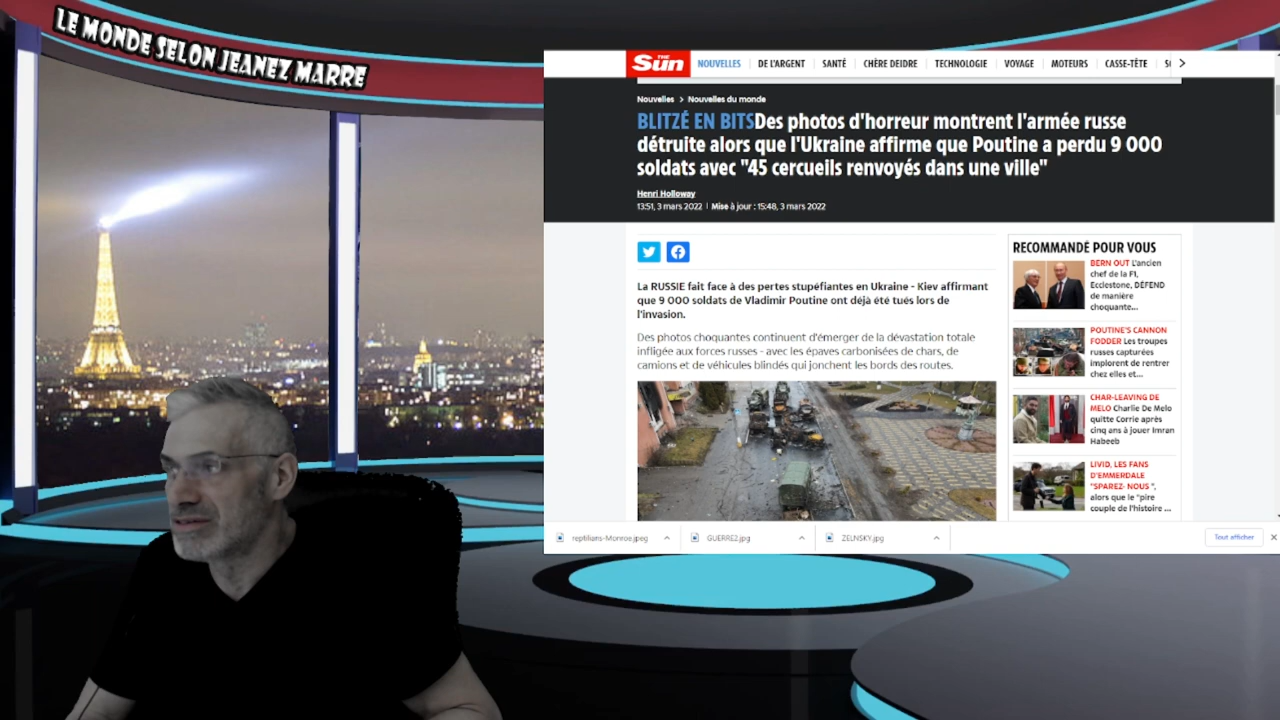 LE MONDE SELON JEANEZ MARRE
THE Sun
NOUVELLES DE L'ARGENT SANTÉ CHÈRE DEIDRE TECHNOLOGIE VOYAGE MOTEURS CASSE-TÊTE
Nouvelles > Nouvelles du monde
BLITZÉ EN BITSDes photos d'horreur montrent l'armée russe
détruite alors que l'Ukraine affirme que Poutine a perdu 9 000
soldats avec "45 cercueils renvoyés dans une ville"
Henri Holloway
13:51, 3 mars 2022 | Mise à jour : 15:48, 3 mars 2022
La RUSSIE fait face à des pertes stupéfiantes en Ukraine - Kiev affirmant
que 9 000 soldats de Vladimir Poutine ont déjà été tués lors de
l'invasion.
Des photos choquantes continuent d'émerger de la dévastation totale
infligée aux forces russes - avec les épaves carbonisées de chars, de
camions et de véhicules blindés qui jonchent les bords des routes.
RECOMMANDÉ POUR VOUS
BERN OUT L'ancien
chef de la F1,
Ecclestone, DÉFEND
de manière
choquante...
POUTINE'S CANNON
FODDER Les troupes
russes capturées
implorent de rentrer
chez elles et...
CHAR-LEAVING DE
MELO Charlie De Melo
quitte Corrie après
cinq ans à jouer Imran
Habeeb
LIVID, LES FANS
D'EMMERDALE
"SPAREZ- NOUS ",
alors que le "pire
couple de l'histoire ...
reptilians-Monroe.jpeg
GUERRE2.jpg
ZELNSKY.jpg
Tout afficher